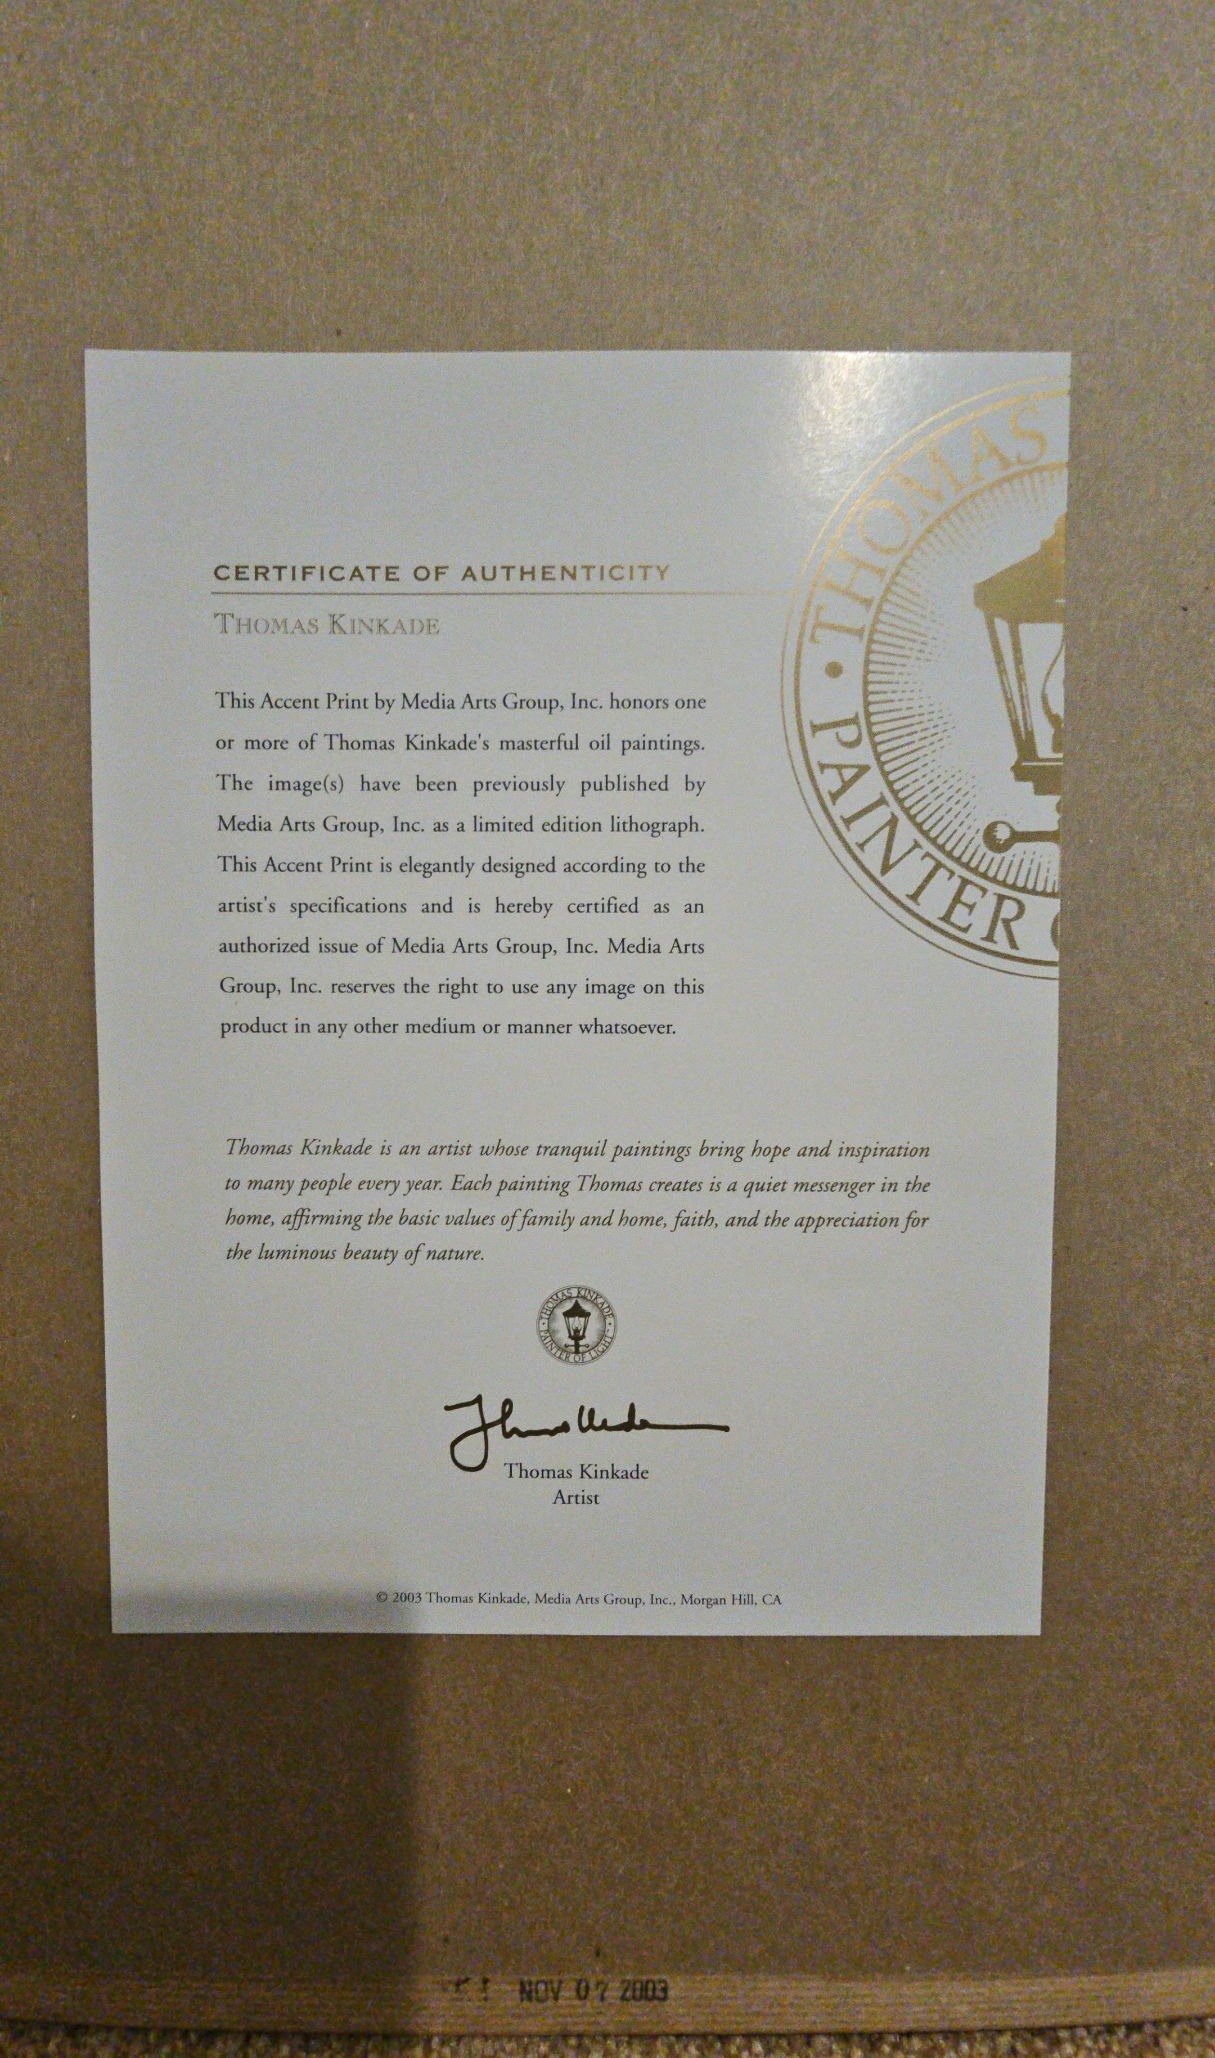 CERTIFICATE OF AUTHENTICITY
THOMAS KINKADE
THOMAS
PAINTER
This Accent Print by Media Arts Group, Inc. honors one
or more of Thomas Kinkade's masterful oil paintings.
The image(s) have been previously published by
Media Arts Group, Inc. as a limited edition lithograph.
This Accent Print is elegantly designed according to the
artist's specifications and is hereby certified as an
authorized issue of Media Arts Group, Inc. Media Arts
Group, Inc. reserves the right to use any image on this
product in any other medium or manner whatsoever.
Thomas Kinkade is an artist whose tranquil paintings bring hope and inspiration
to many people every year. Each painting Thomas creates is a quiet messenger in the
home, affirming the basic values of family and home, faith, and the appreciation for
the luminous beauty of nature.
THOMAS KINKADE
PAINTER OF LIGHT
Thomas Kinkade
Artist
© 2003 Thomas Kinkade, Media Arts Group, Inc., Morgan Hill, CA
NOV 07 2003